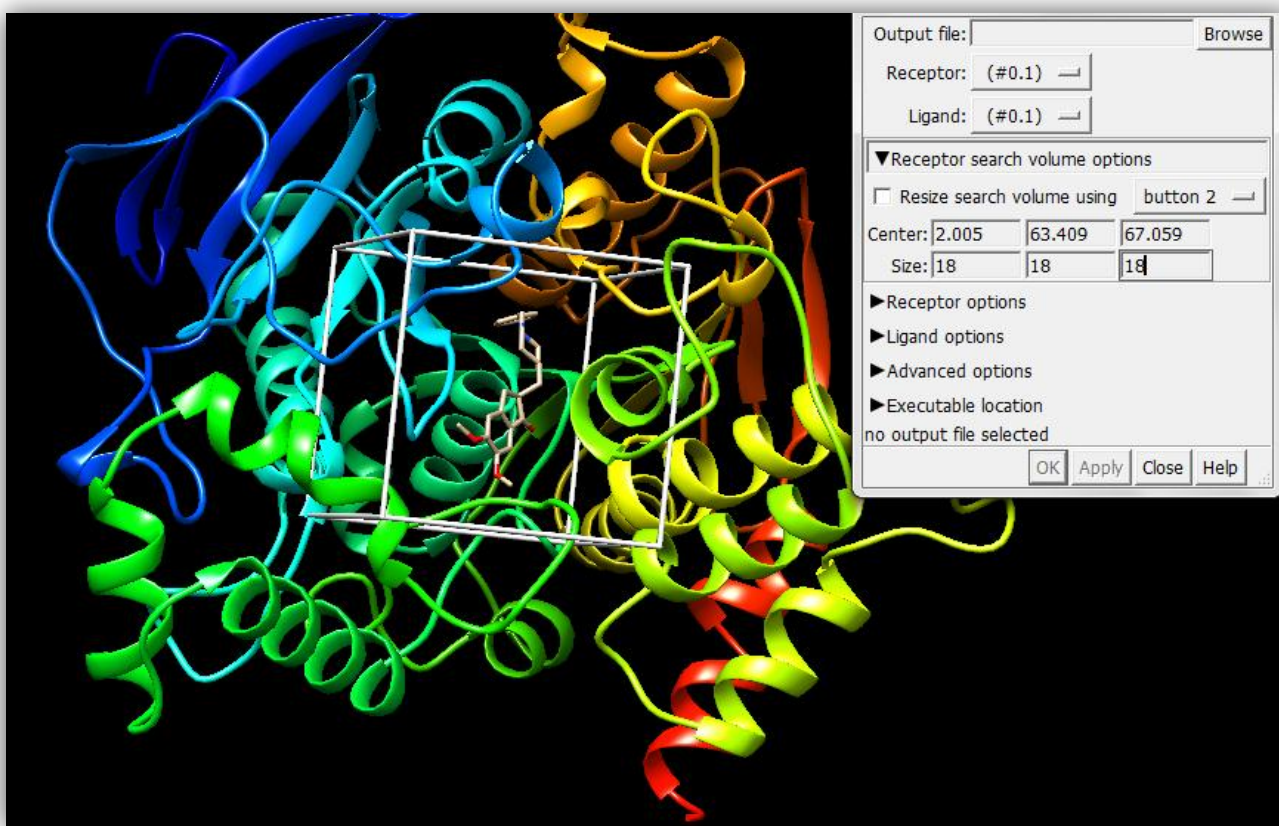 Output file: Browse
Receptor: (#0.1)
Ligand: (#0.1)
▼Receptor search volume options
Resize search volume using button 2
Center: 2.005 63.409 67.059
Size: 18 18 18
▶Receptor options
▶Ligand options
▶Advanced options
▶Executable location
no output file selected
OK Apply Close Help